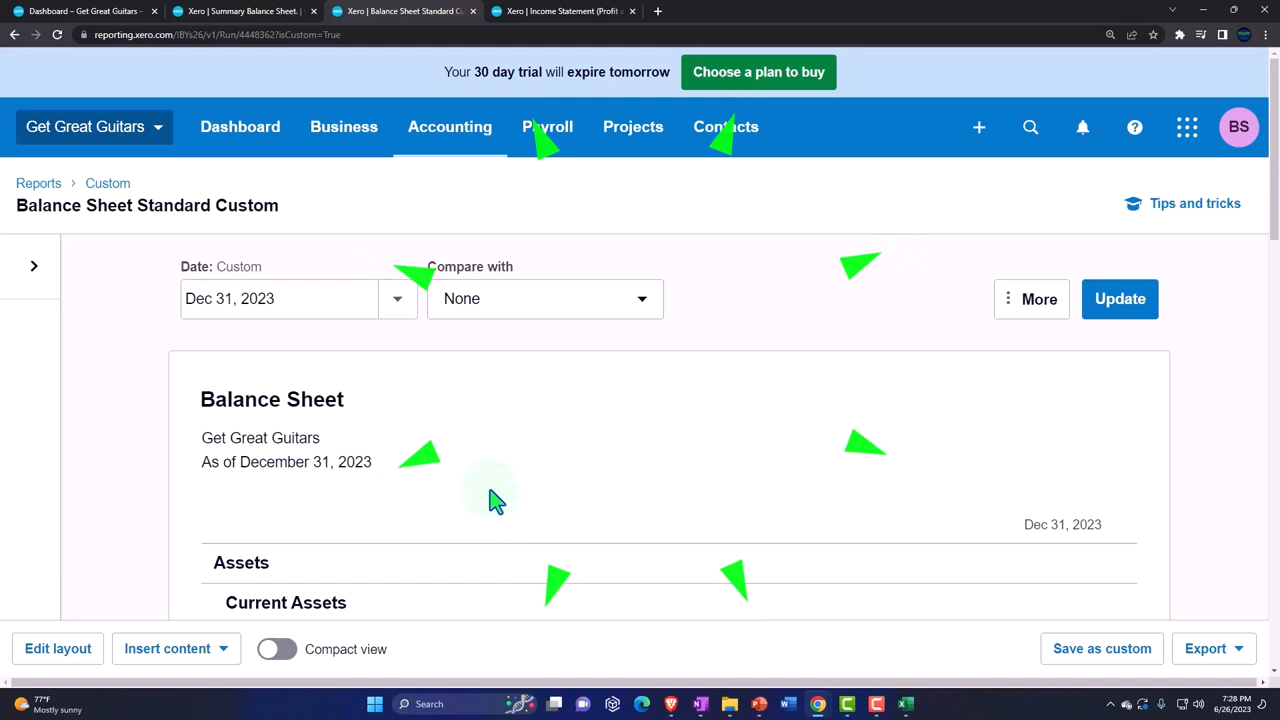 Dashboard – Get Great Guitars
Xero | Summary Balance Sheet.
Xero | Balance Sheet Standard Cu
Xero | Income Statement (Profit a
reporting.xero.com/!BYs26/v1/Run/4448362?isCustom=True
Your 30 day trial will expire tomorrow
Choose a plan to buy
Get Great Guitars
Dashboard
Business
Accounting
Payroll
Projects
Contacts
BS
Reports > Custom
Balance Sheet Standard Custom
Tips and tricks
Date: Custom
Compare with
Dec 31, 2023
None
More
Update
Balance Sheet
Get Great Guitars
As of December 31, 2023
Dec 31, 2023
Assets
Current Assets
Edit layout
Insert content
Compact view
Save as custom
Export
77°F
Mostly sunny
Search
7:28 PM
6/26/2023